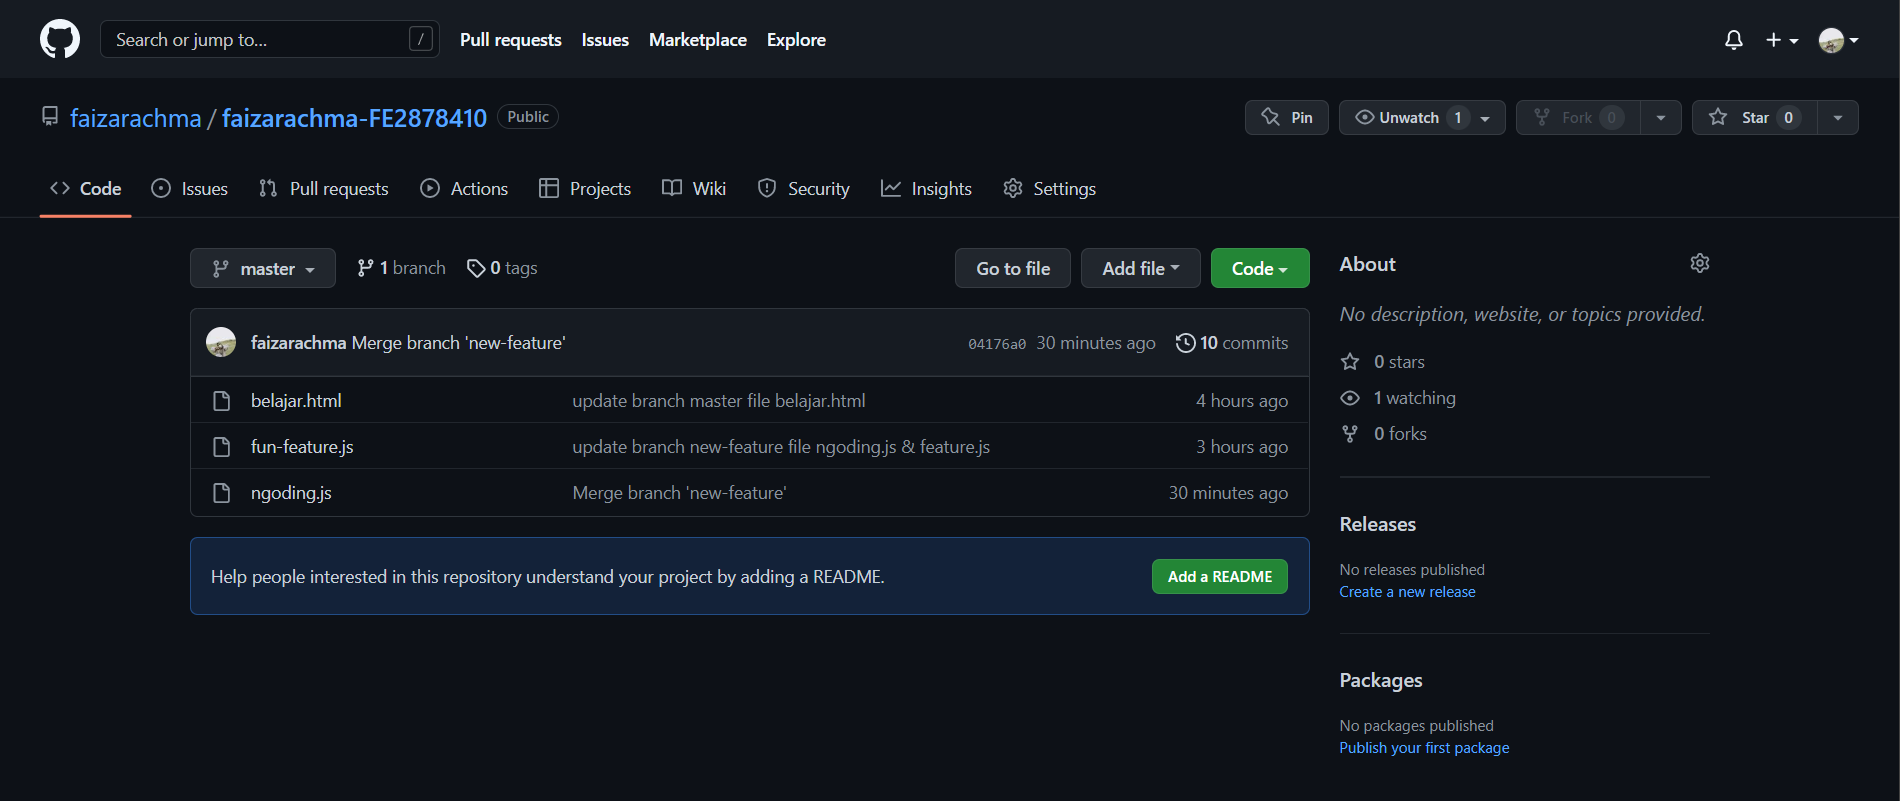 Search or jump to... / Pull requests Issues Marketplace Explore
faizarachma / faizarachma-FE2878410 Public Pin Unwatch 1 Fork 0 Star 0
Code Issues Pull requests Actions Projects Wiki Security Insights Settings
master 1 branch 0 tags Go to file Add file Code
faizarachma Merge branch 'new-feature' 04176a0 30 minutes ago 10 commits
belajar.html update branch master file belajar.html 4 hours ago
fun-feature.js update branch new-feature file ngoding.js & feature.js 3 hours ago
ngoding.js Merge branch 'new-feature' 30 minutes ago
Help people interested in this repository understand your project by adding a README. Add a README
About
No description, website, or topics provided.
0 stars
1 watching
0 forks
Releases
No releases published
Create a new release
Packages
No packages published
Publish your first package